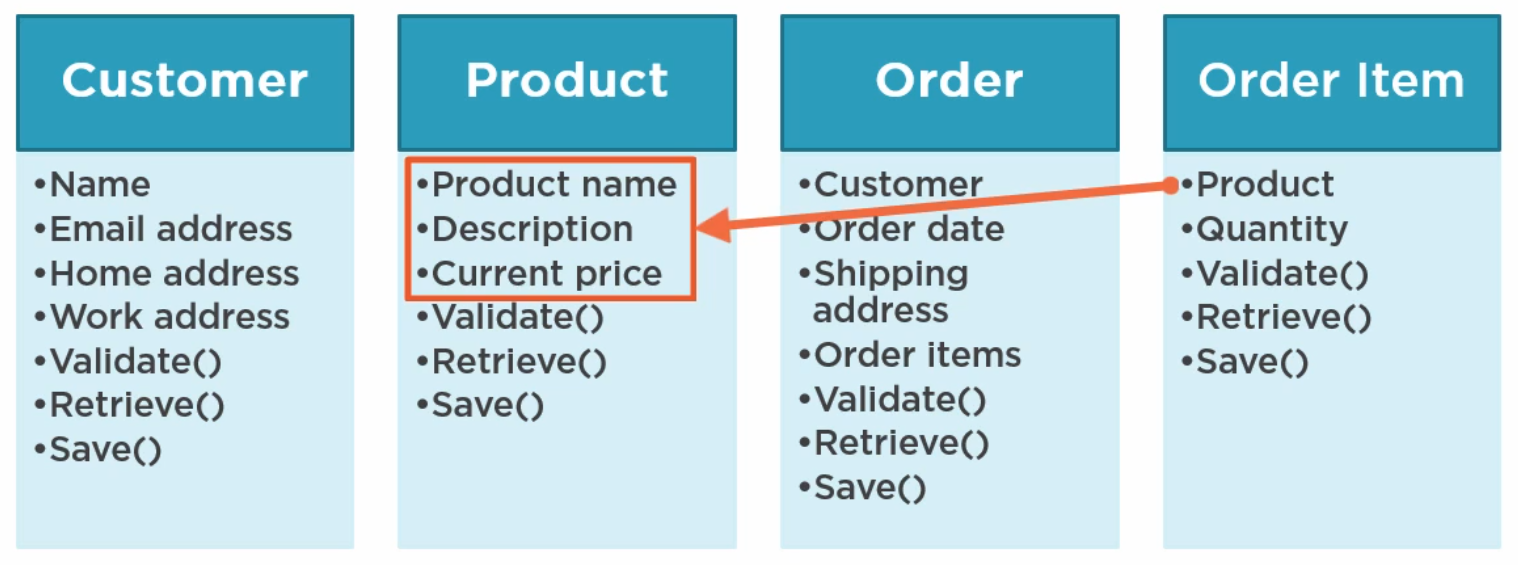 Customer
•Name
•Email address
•Home address
•Work address
•Validate()
•Retrieve()
•Save()
Product
•Product name
•Description
•Current price
•Validate()
•Retrieve()
•Save()
Order
•Customer
•Order date
•Shipping
address
•Order items
•Validate()
•Retrieve()
•Save()
Order Item
•Product
•Quantity
•Validate()
•Retrieve()
•Save()